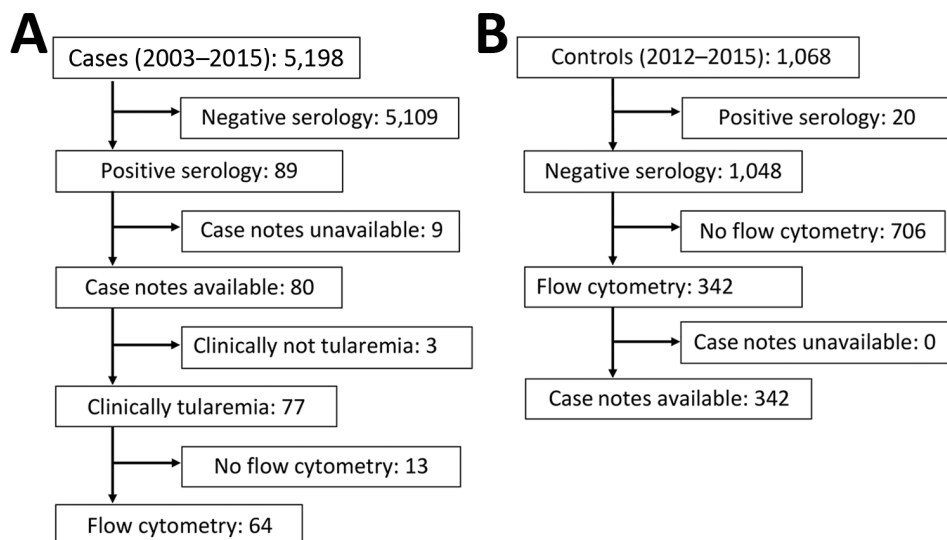 A
Cases (2003–2015): 5,198
Negative serology: 5,109
Positive serology: 89
Case notes unavailable: 9
Case notes available: 80
Clinically not tularemia: 3
Clinically tularemia: 77
No flow cytometry: 13
Flow cytometry: 64
B
Controls (2012–2015): 1,068
Positive serology: 20
Negative serology: 1,048
No flow cytometry: 706
Flow cytometry: 342
Case notes unavailable: 0
Case notes available: 342